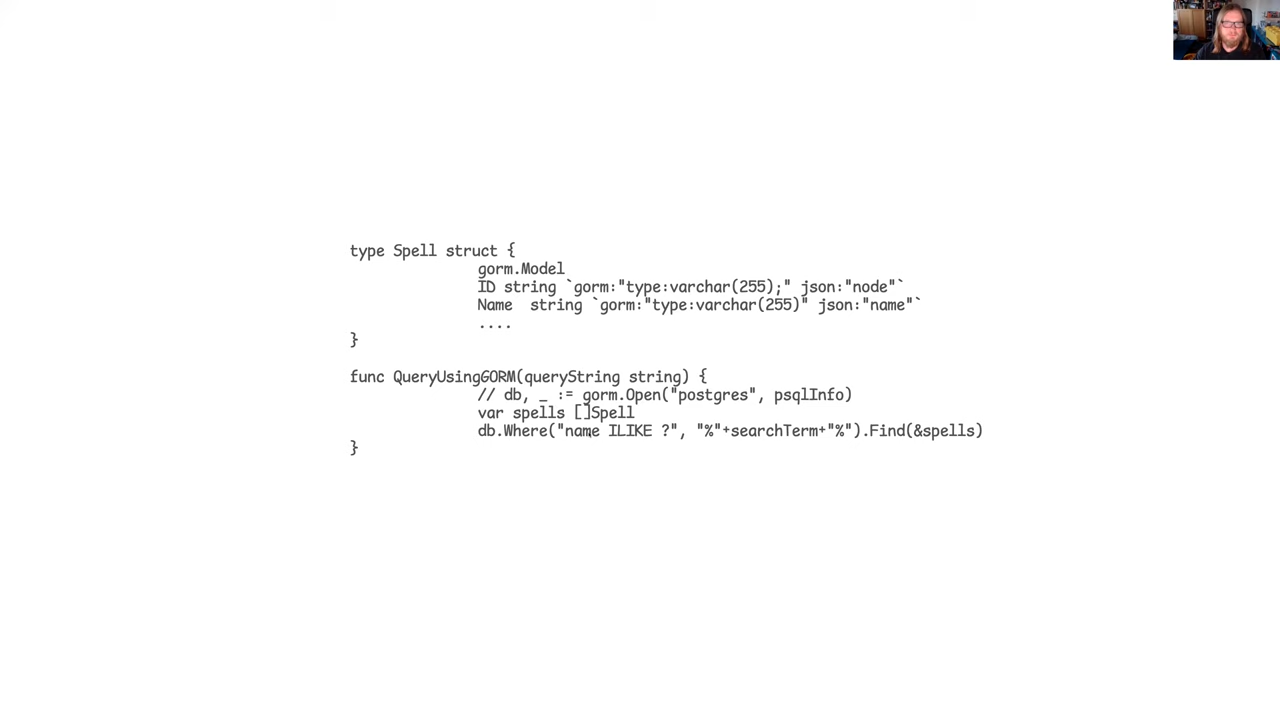 type Spell struct {
gorm.Model
ID string `gorm:"type:varchar(255);" json:"node"`
Name  string `gorm:"type:varchar(255)" json:"name"`
....
}
func QueryUsingGORM(queryString string) {
// db, _ := gorm.Open("postgres", psqlInfo)
var spells []Spell
db.Where("name ILIKE ?", "%"+searchTerm+"%").Find(&spells)
}